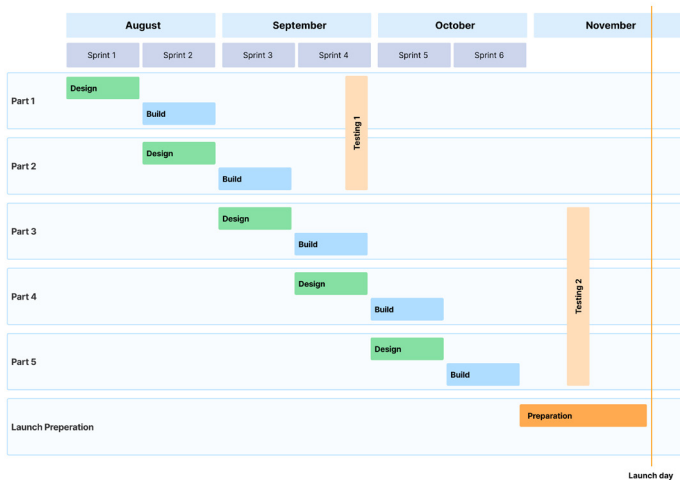 August September October November
Sprint 1 Sprint 2 Sprint 3 Sprint 4 Sprint 5 Sprint 6
Part 1
Design
Build
Testing 1
Part 2
Design
Build
Part 3
Design
Build
Testing 2
Part 4
Design
Build
Part 5
Design
Build
Launch Preperation
Preparation
Launch day